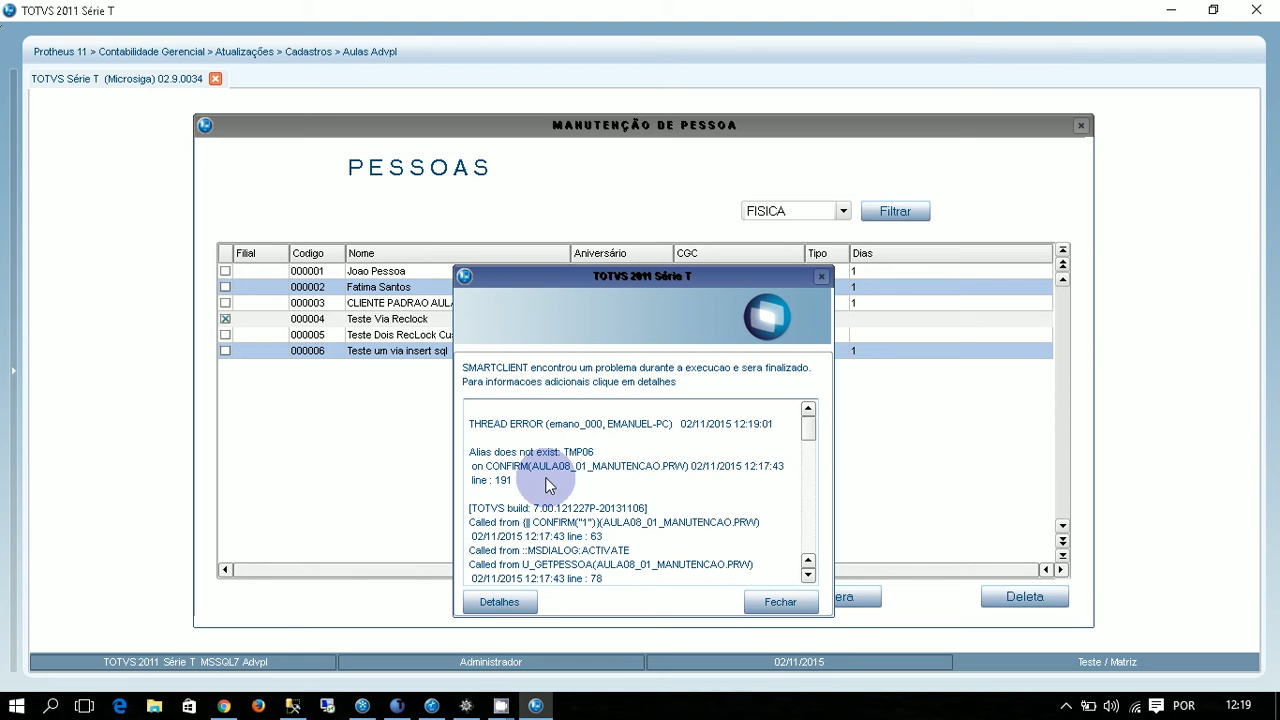 TOTVS 2011 Série T
Protheus 11 > Contabilidade Gerencial > Atualizações > Cadastros > Aulas Advpl
TOTVS Série T (Microsiga) 02.9.0034
MANUTENÇÃO DE PESSOA
PESSOAS
FISICA
Filtrar
Filial Codigo Nome Aniversário CGC Tipo Dias
000001 Joao Pessoa 1
000002 Fatima Santos 1
000003 CLIENTE PADRAO AULA 1
000004 Teste Via Reclock
000005 Teste Dois RecLock Cu
000006 Teste um via insert sql 1
TOTVS 2011 Série T
SMARTCLIENT encontrou um problema durante a execucao e sera finalizado.
Para informacoes adicionais clique em detalhes
THREAD ERROR (emano_000, EMANUEL-PC) 02/11/2015 12:19:01
Alias does not exist: TMP06
on CONFIRM(AULA08_01_MANUTENCAO.PRW) 02/11/2015 12:17:43
line : 191
[TOTVS build: 7.00.121227P-20131106]
Called from {|| CONFIRM("1")}(AULA08_01_MANUTENCAO.PRW)
02/11/2015 12:17:43 line : 63
Called from ::MSDIALOG:ACTIVATE
Called from U_GETPESSOA(AULA08_01_MANUTENCAO.PRW)
02/11/2015 12:17:43 line : 78
Detalhes
Fechar
era
Deleta
TOTVS 2011 Série T MSSQL7 Advpl
Administrador
02/11/2015
Teste / Matriz
POR
12:19